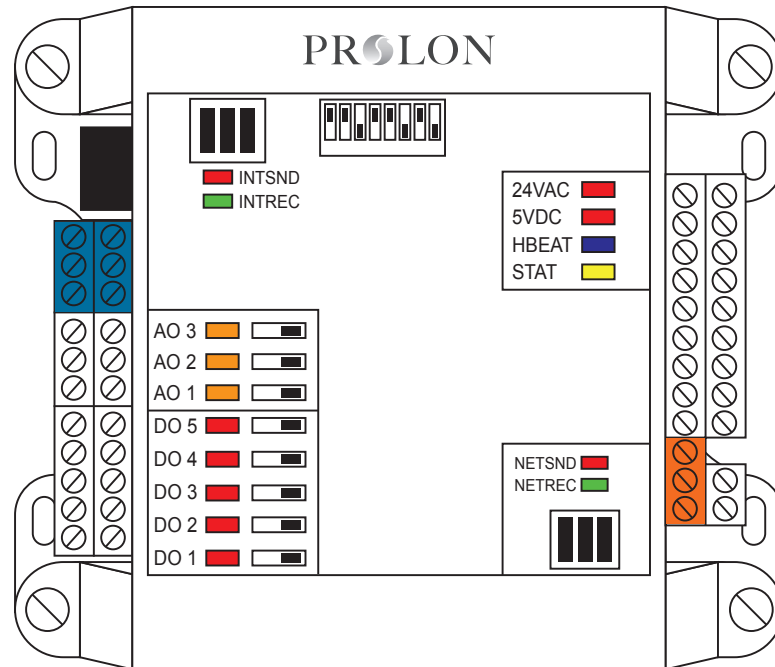 PROLON
INTSND
INTREC
24VAC
5VDC
HBEAT
STAT
AO 3
AO 2
AO 1
DO 5
DO 4
DO 3
DO 2
DO 1
NETSND
NETREC